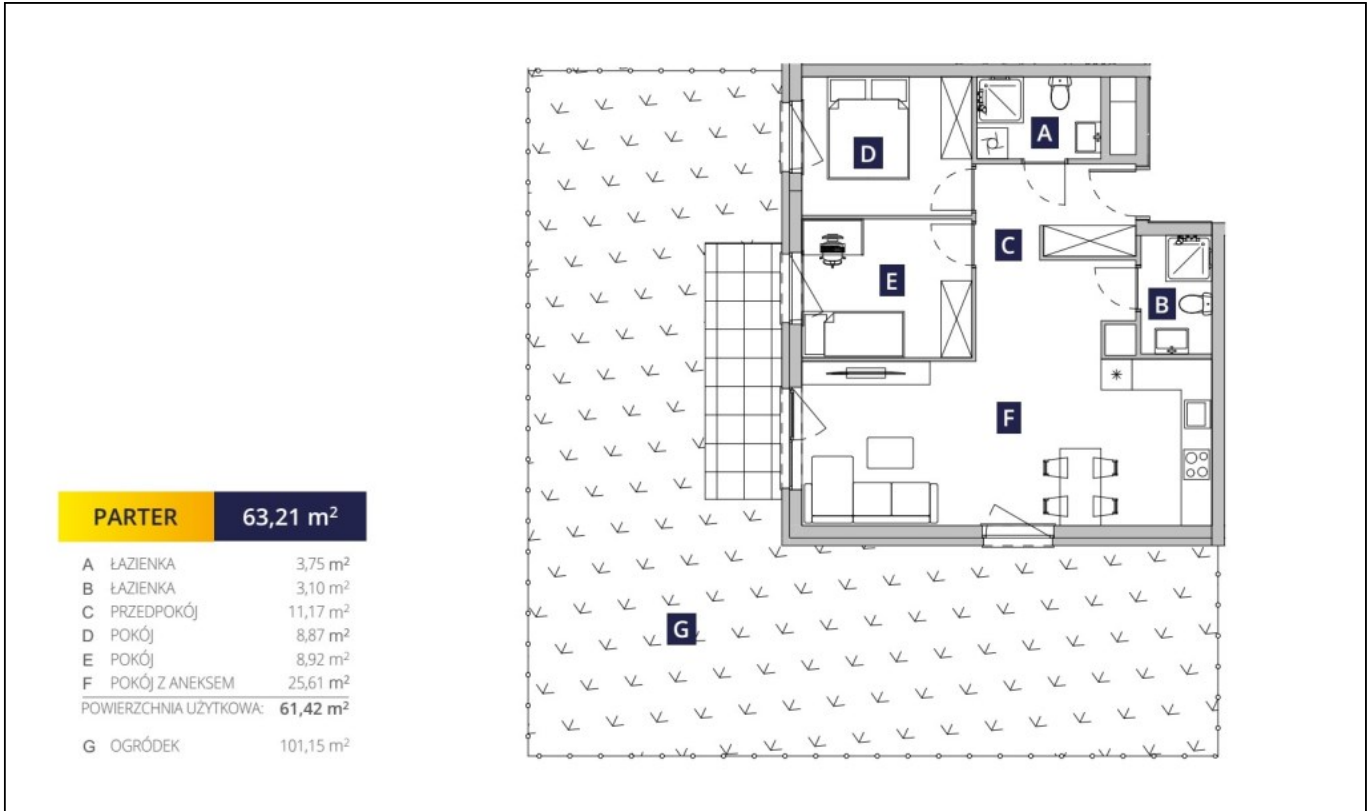 A
D
C
E
B
F
PARTER 63,21 m²
A ŁAZIENKA 3,75 m²
B ŁAZIENKA 3,10 m²
C PRZEDPOKÓJ 11,17 m²
D POKÓJ 8,87 m²
E POKÓJ 8,92 m²
F POKÓJ Z ANEKSEM 25,61 m²
POWIERZCHNIA UŻYTKOWA: 61,42 m²
G OGRÓDEK 101,15 m²
G